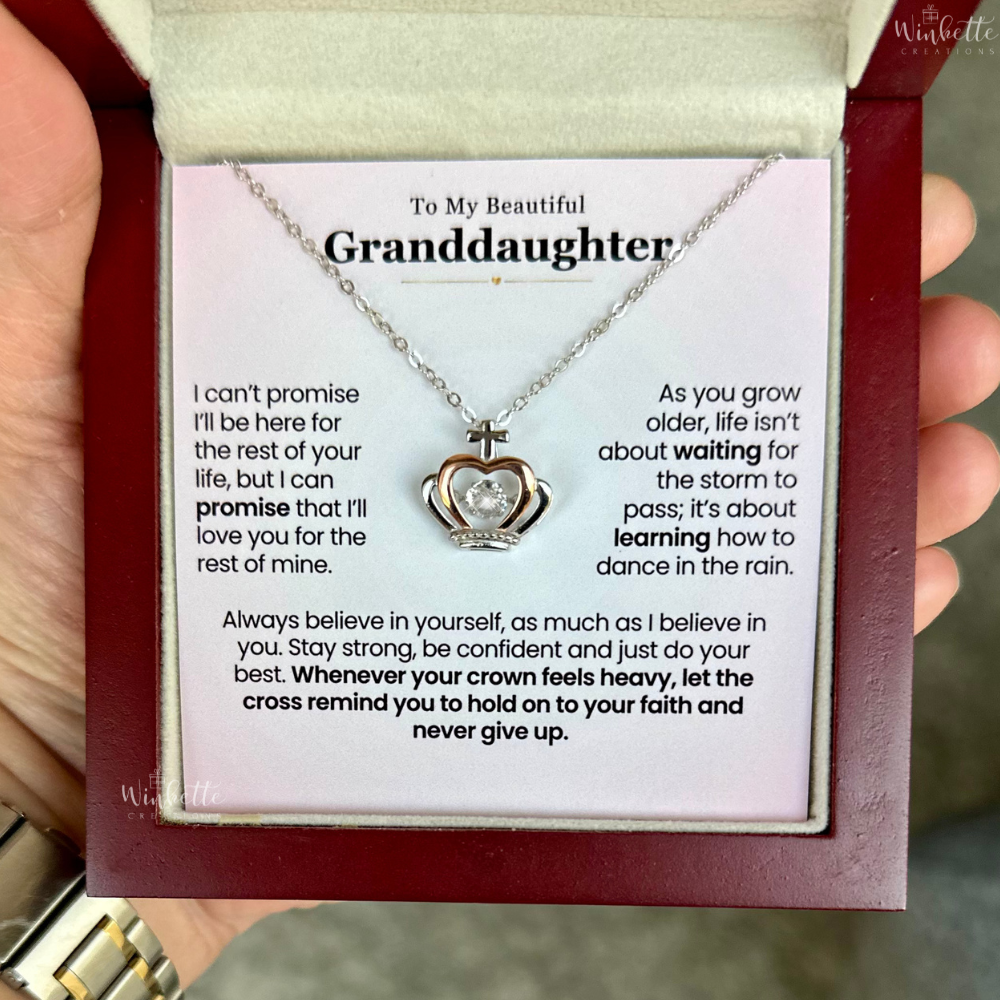 Winkette
CREATIONS
To My Beautiful
Granddaughter
I can't promise
I'll be here for
the rest of your
life, but I can
promise that I'll
love you for the
rest of mine.
As you grow
older, life isn't
about waiting for
the storm to
pass; it's about
learning how to
dance in the rain.
Always believe in yourself, as much as I believe in
you. Stay strong, be confident and just do your
best. Whenever your crown feels heavy, let the
cross remind you to hold on to your faith and
never give up.
Winkette
CREATIONS